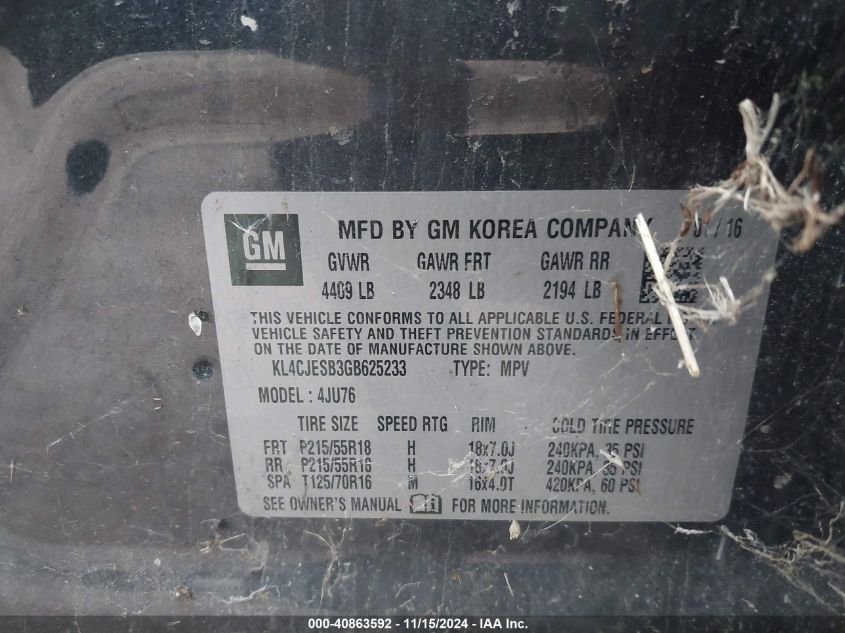 GM MFD BY GM KOREA COMPANY 01/16
GVWR GAWR FRT GAWR RR
4409 LB 2348 LB 2194 LB
THIS VEHICLE CONFORMS TO ALL APPLICABLE U.S. FEDERAL
VEHICLE SAFETY AND THEFT PREVENTION STANDARDS IN EFFECT
ON THE DATE OF MANUFACTURE SHOWN ABOVE.
KL4CJESB3GB625233 TYPE: MPV
MODEL: 4JU76
TIRE SIZE SPEED RTG RIM COLD TIRE PRESSURE
FRT P215/55R18 H 18x7.0J 240KPA, 35 PSI
RR P215/55R18 H 18x7.0J 240KPA, 35 PSI
SPA T125/70R16 M 16x4.0T 420KPA, 60 PSI
SEE OWNER'S MANUAL FOR MORE INFORMATION.
000-40863592 - 11/15/2024 - IAA Inc.